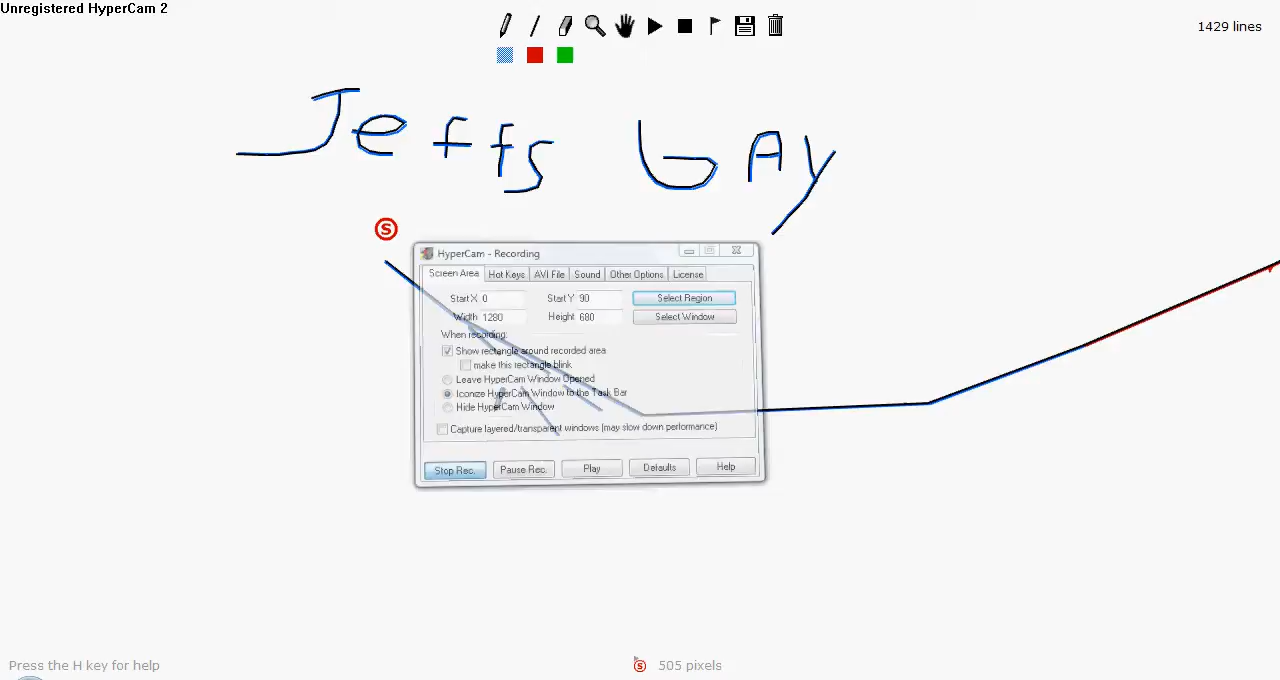 Unregistered HyperCam 2
1429 lines
Jeffs GAy
S
HyperCam - Recording
Screen Area Hot Keys AVI File Sound Other Options License
Start X 0 Start Y 90 Select Region
Width 1280 Height 680 Select Window
When recording:
Show rectangle around recorded area
make this rectangle blink
Leave HyperCam Window Opened
Iconize HyperCam Window to the Task Bar
Hide HyperCam Window
Capture layered/transparent windows (may slow down performance)
Stop Rec. Pause Rec. Play Defaults Help
Press the H key for help
S 505 pixels